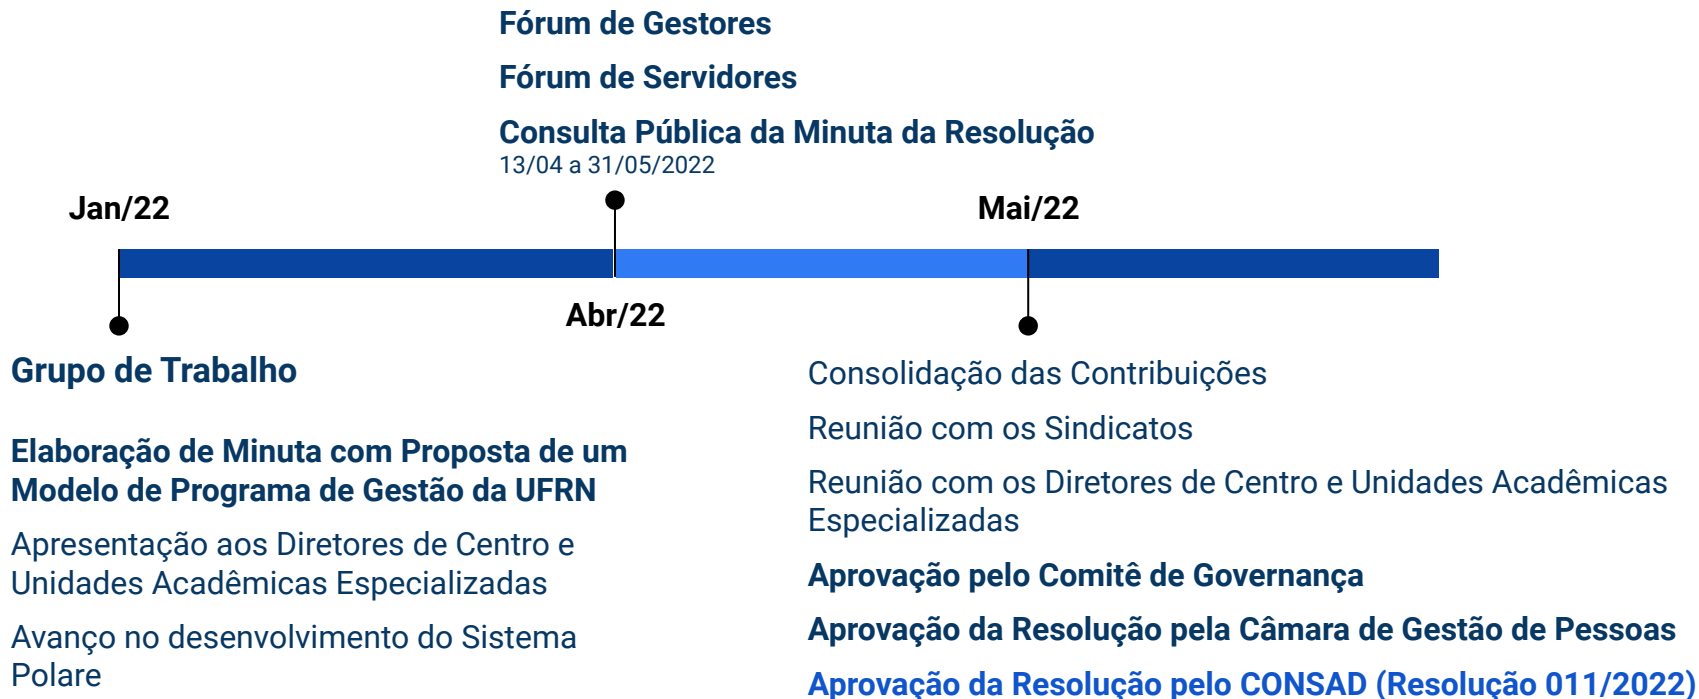 Fórum de Gestores
Fórum de Servidores
Consulta Pública da Minuta da Resolução
13/04 a 31/05/2022
Jan/22
Mai/22
Abr/22
Grupo de Trabalho
Elaboração de Minuta com Proposta de um
Modelo de Programa de Gestão da UFRN
Apresentação aos Diretores de Centro e
Unidades Acadêmicas Especializadas
Avanço no desenvolvimento do Sistema
Polare
Consolidação das Contribuições
Reunião com os Sindicatos
Reunião com os Diretores de Centro e Unidades Acadêmicas
Especializadas
Aprovação pelo Comitê de Governança
Aprovação da Resolução pela Câmara de Gestão de Pessoas
Aprovação da Resolução pelo CONSAD (Resolução 011/2022)